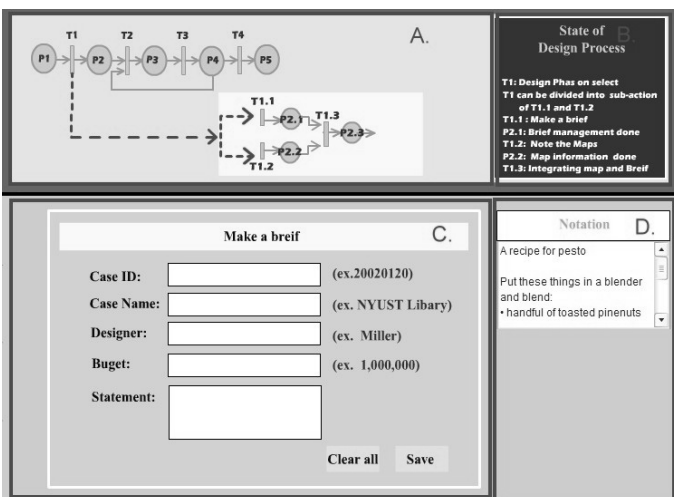 A.
T1 T2 T3 T4
P1 P2 P3 P4 P5
T1.1
P2.1 T1.3
P2.3
P2.2
T1.2
State of B.
Design Process
T1: Design Phas on select
T1 can be divided into sub-action
of T1.1 and T1.2
T1.1 : Make a brief
P2.1: Brief management done
T1.2: Note the Maps
P2.2: Map information done
T1.3: Integrating map and Breif
Make a breif C.
Case ID: (ex.20020120)
Case Name: (ex. NYUST Libary)
Designer: (ex. Miller)
Buget: (ex. 1,000,000)
Statement:
Clear all Save
Notation D.
A recipe for pesto
Put these things in a blender
and blend:
• handful of toasted pinenuts